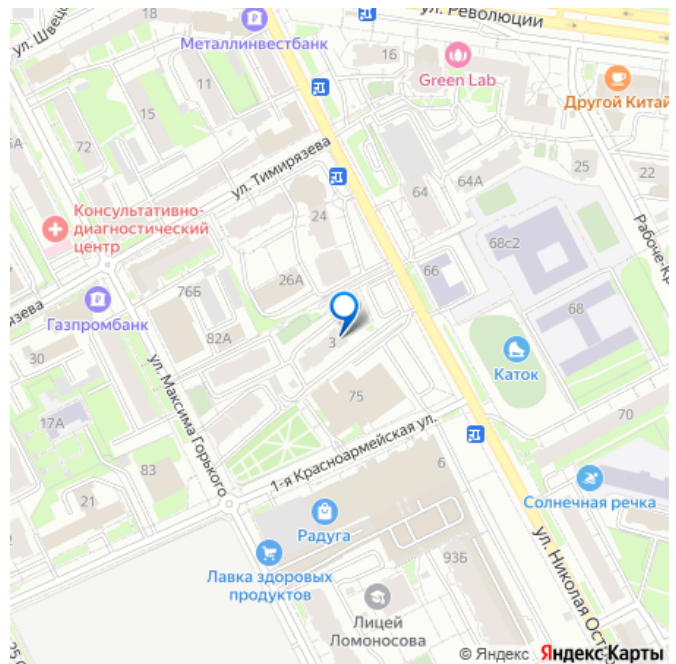 ул. Революции
ул. Швец
Металлинвестбанк
16
Green Lab
Другой Китай
11
15
72
ул. Тимирязева
64
64А
25
22
Консультативно-
диагностический
центр
24
68с2
Рабоче-Кр
66
26А
76Б
68
Газпромбанк
82А
3
30
Каток
ул. Максима Горького
75
17А
70
1-я Красноармейская ул.
83
6
21
Солнечная речка
Радуга
ул. Николая Ост
93Б
Лавка здоровых
продуктов
Лицей
Ломоносова
© Яндекс Яндекс Карты